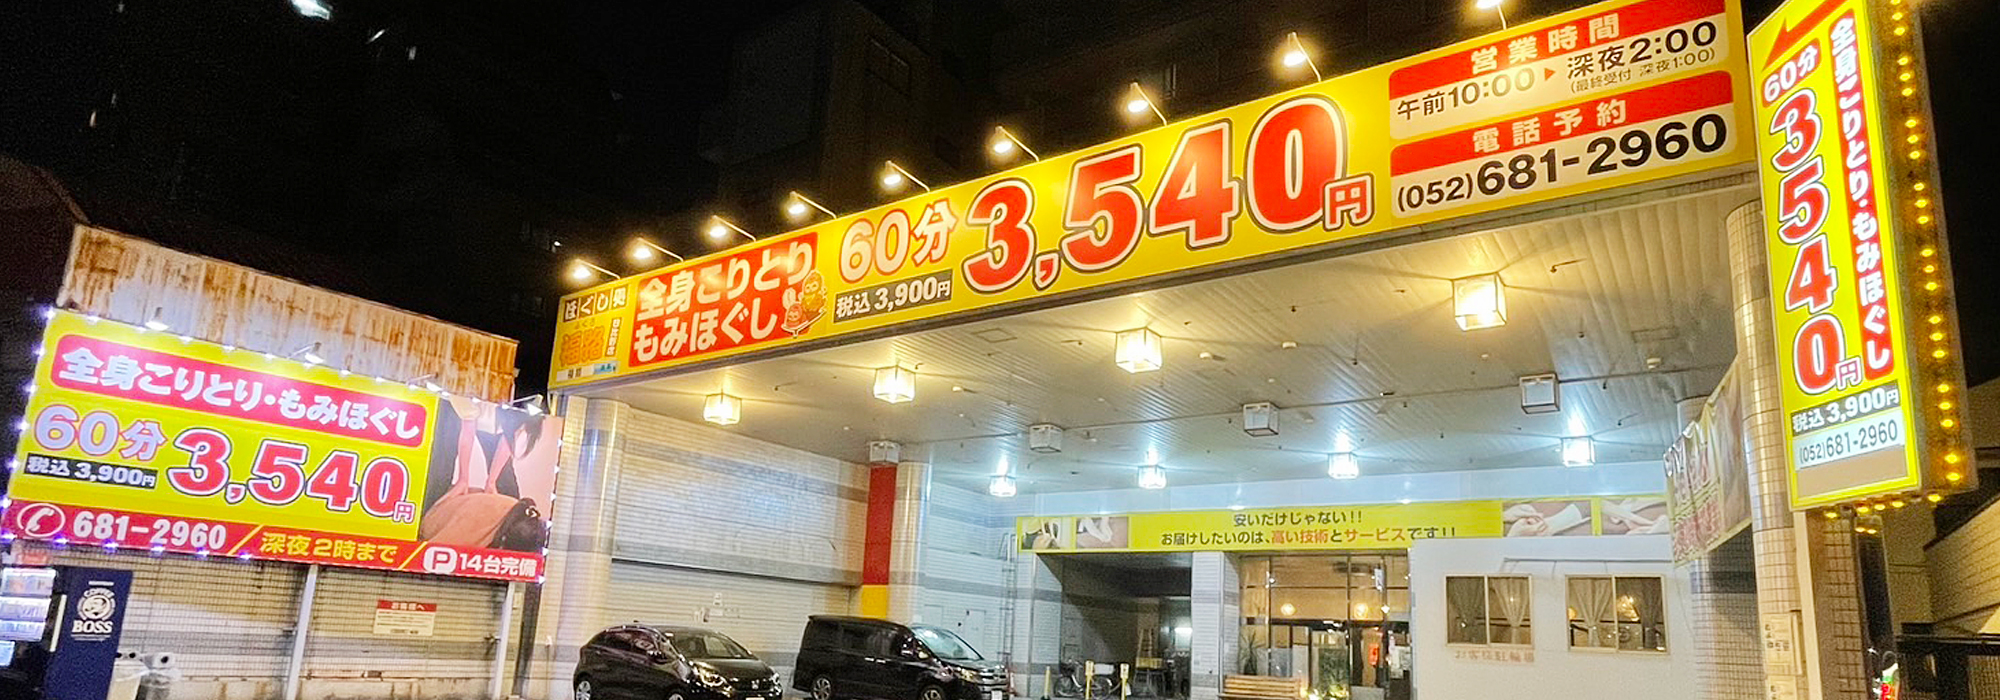 全身こりとり・もみほぐし
60分 3,540円
税込 3,900円
681-2960 深夜2時まで P 14台完備
COFFEE
BOSS
お客様へ
ほぐし処
全身こりとり
もみほぐし
60分 3,540円
税込 3,900円
営業時間
午前10:00 ▶ 深夜2:00
(最終受付 深夜1:00)
電話予約
(052)681-2960
安いだけじゃない!!
お届けしたいのは、高い技術とサービスです!!
全身こりとり・もみほぐし
60分 3540円
税込 3,900円
(052)681-2960